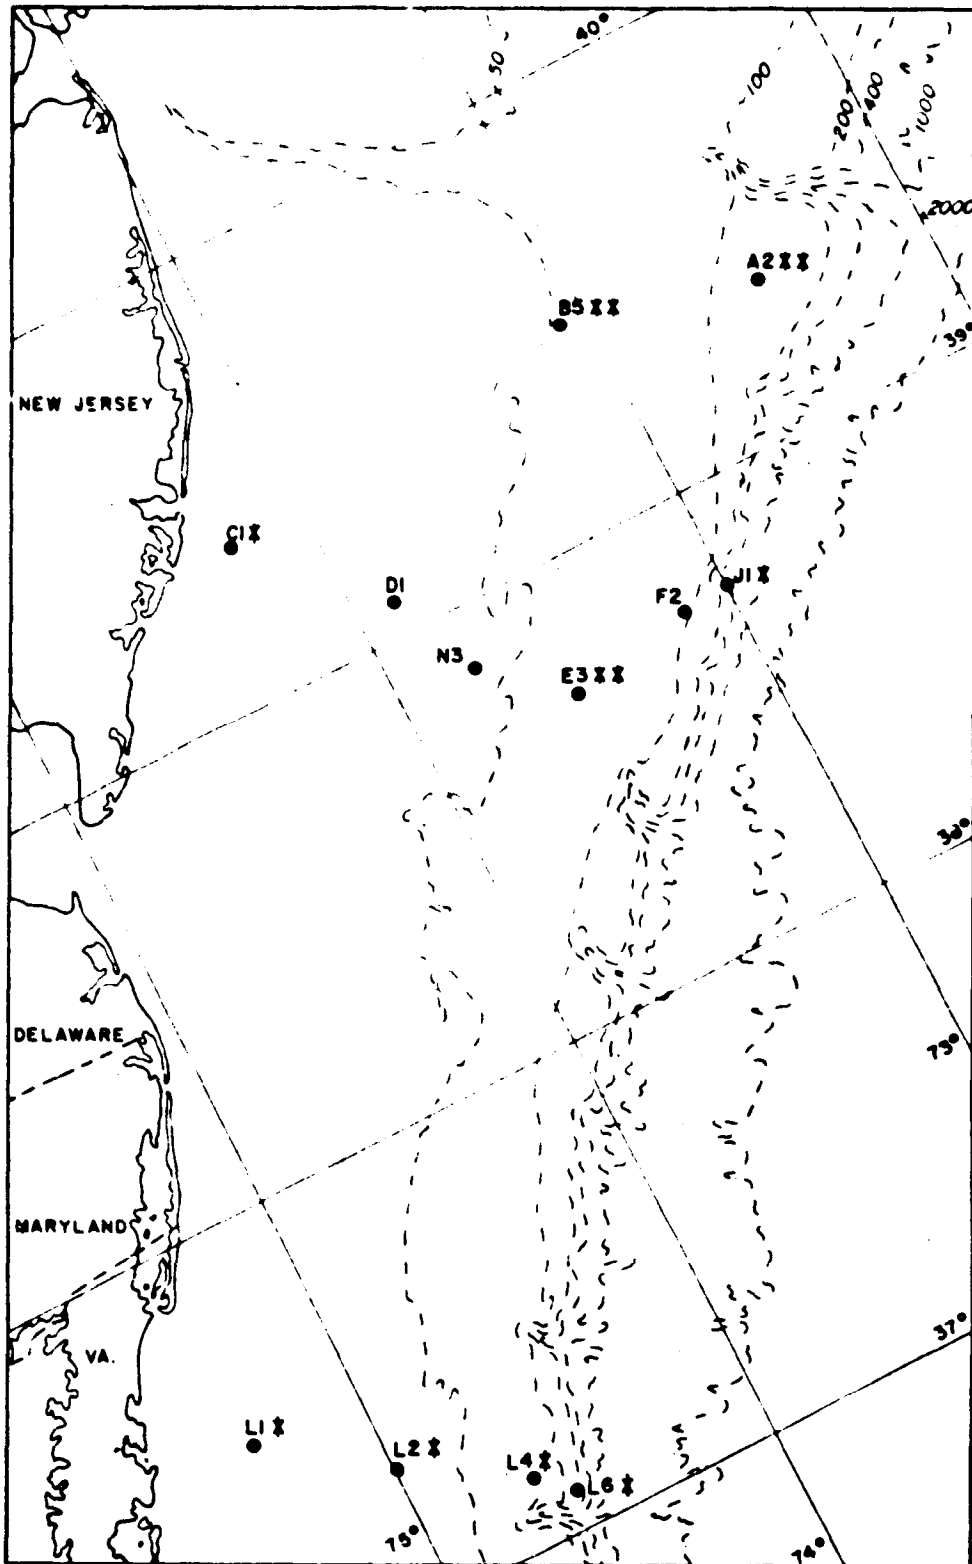 40°
50
100
200
400
1000
2000
A2**
B5**
39°
NEW JERSEY
C1*
D1
J1*
F2
N3
E3**
38°
DELAWARE
73°
MARYLAND
37°
VA.
L1*
L2*
L4*
L6*
75°
74°